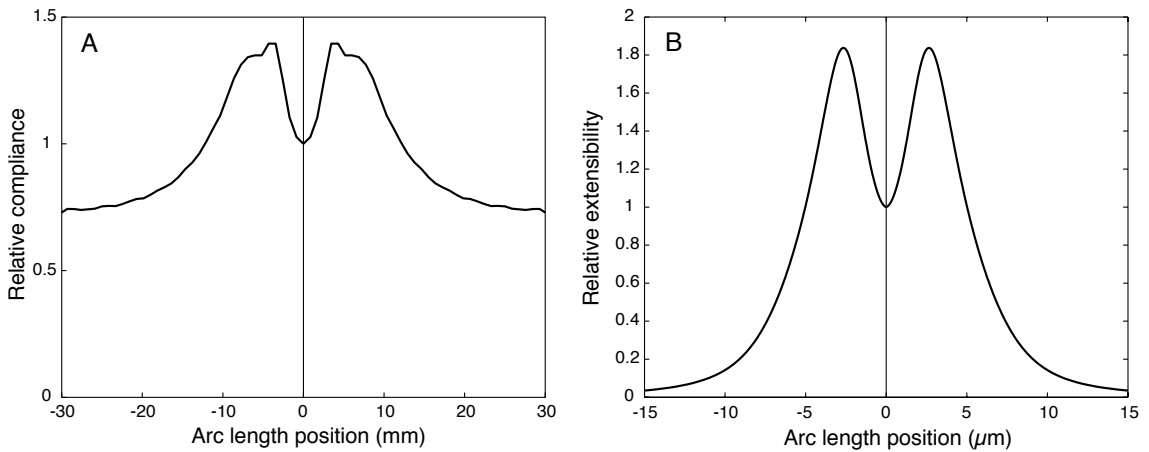 A
Relative compliance
1.5
1
0.5
0
-30 -20 -10 0 10 20 30
Arc length position (mm)
B
Relative extensibility
2
1.8
1.6
1.4
1.2
1
0.8
0.6
0.4
0.2
0
-15 -10 -5 0 5 10 15
Arc length position (µm)